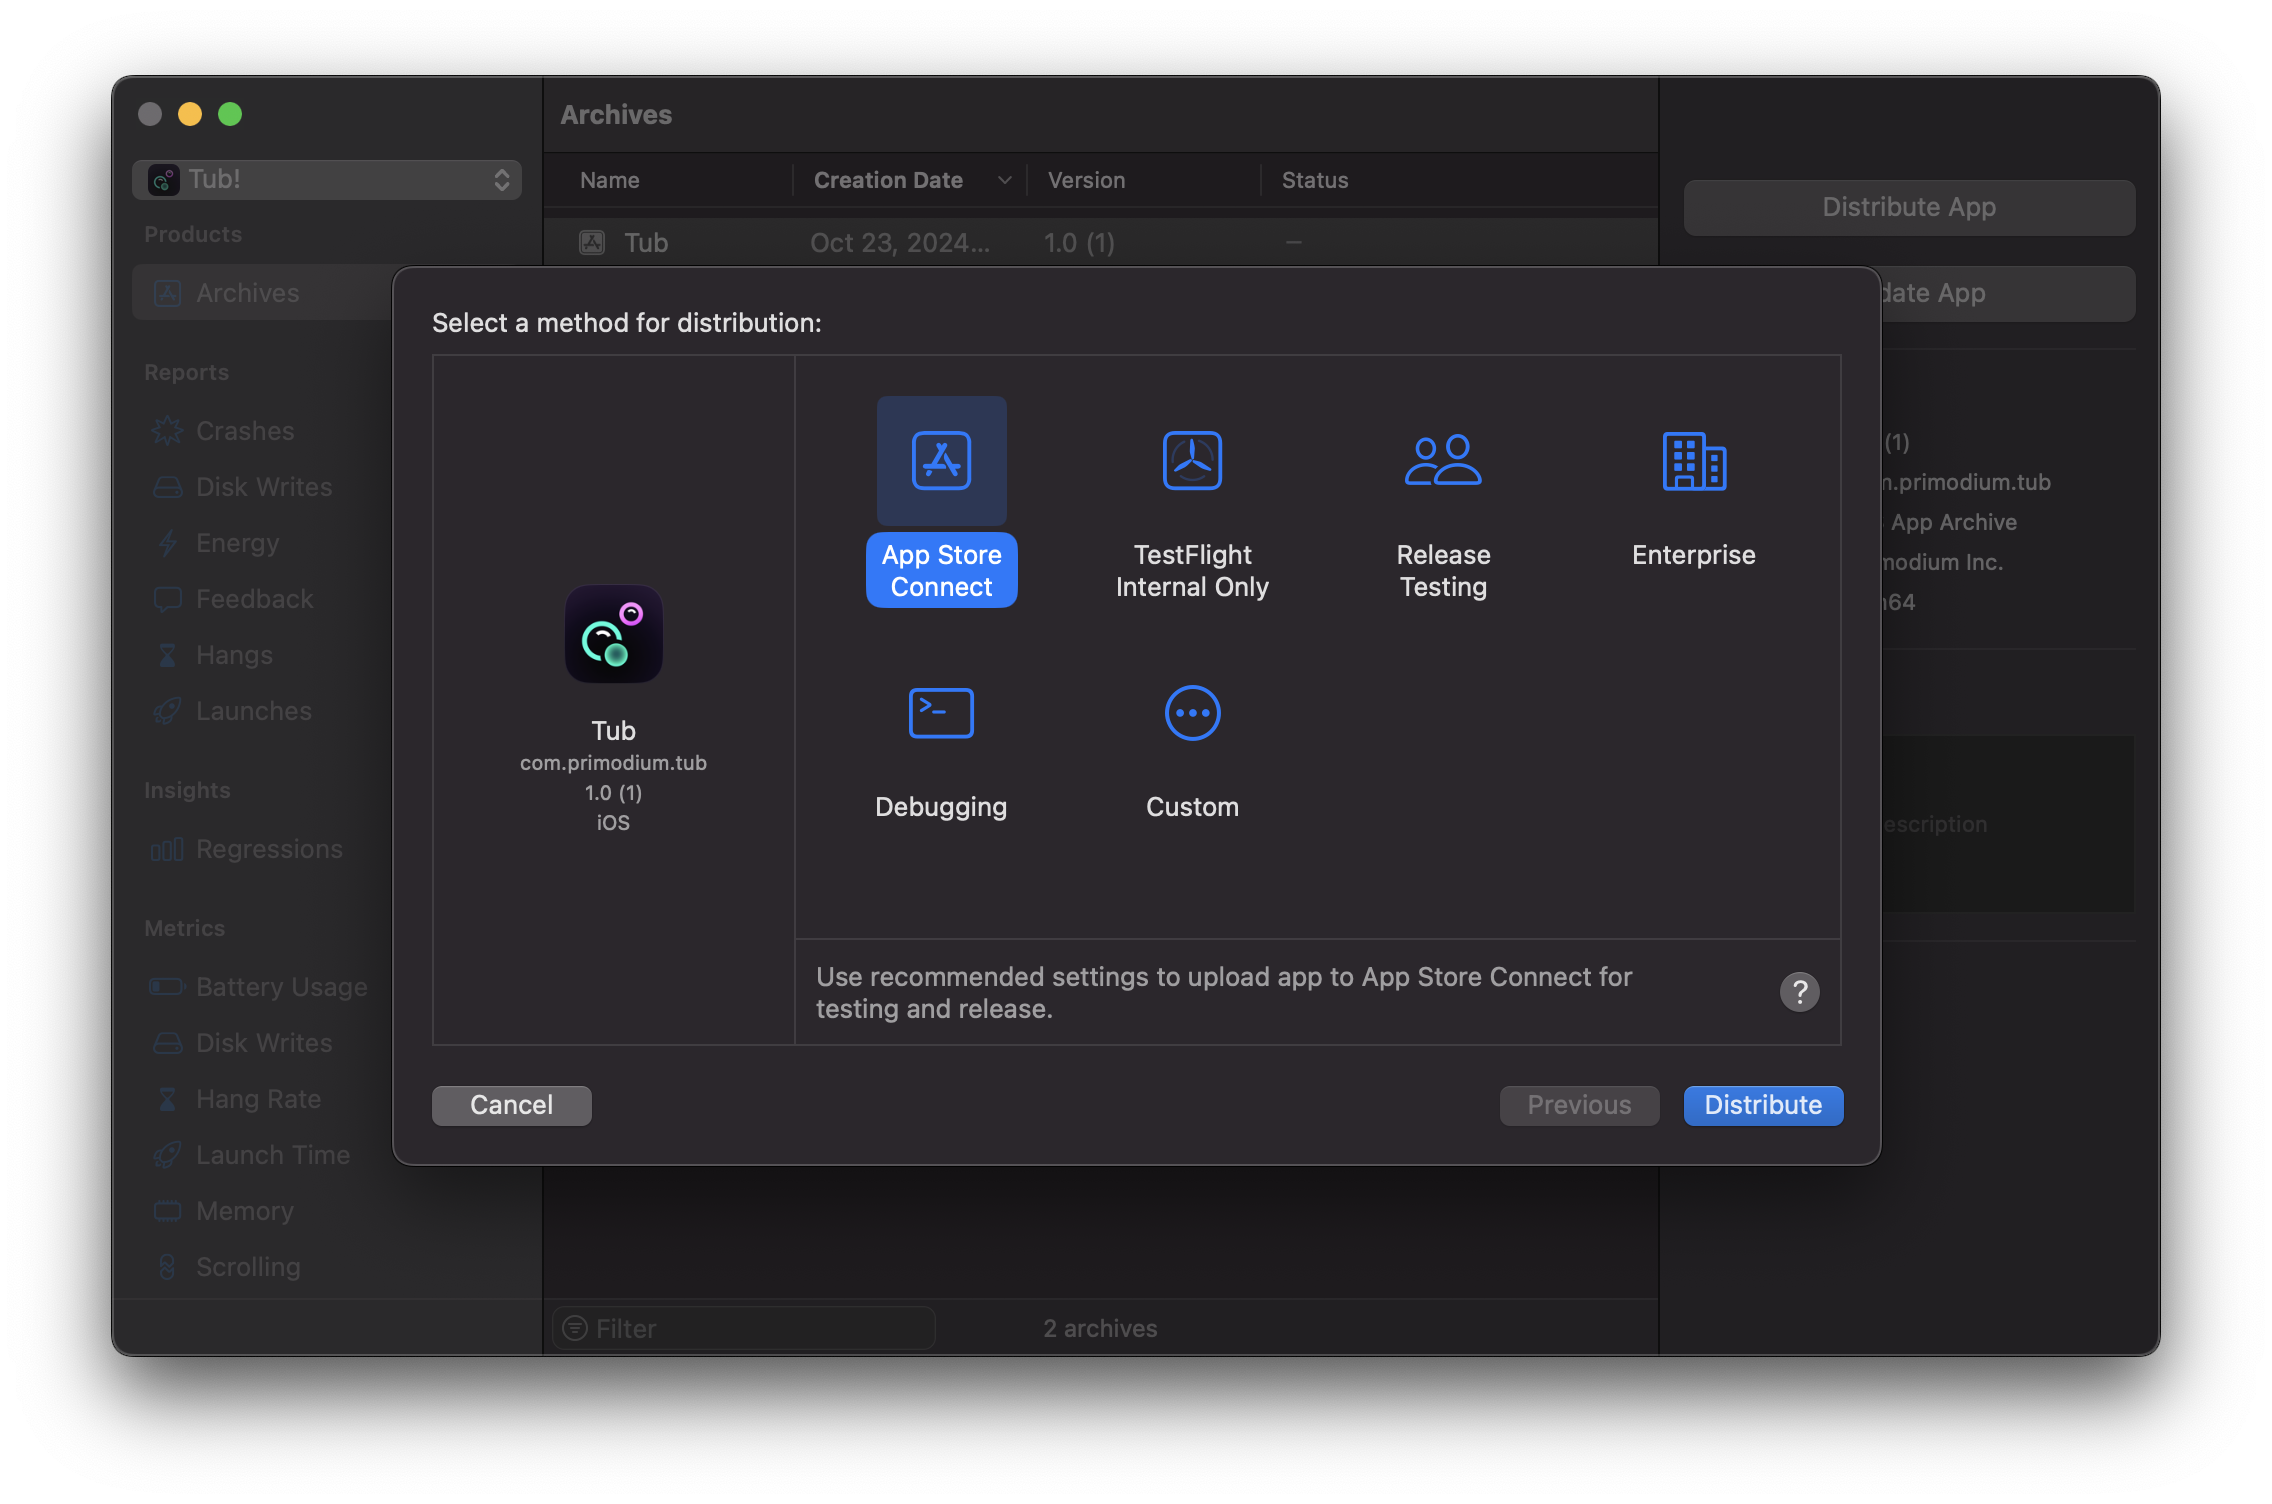 Tub!
Products
Archives
Reports
Crashes
Disk Writes
Energy
Feedback
Hangs
Launches
Insights
Regressions
Metrics
Battery Usage
Disk Writes
Hang Rate
Launch Time
Memory
Scrolling
Archives
Name
Creation Date
Version
Status
Tub
Oct 23, 2024...
1.0 (1)
–
Select a method for distribution:
Tub
com.primodium.tub
1.0 (1)
iOS
App Store
Connect
TestFlight
Internal Only
Release
Testing
Enterprise
Debugging
Custom
Use recommended settings to upload app to App Store Connect for
testing and release.
?
Cancel
Previous
Distribute
Filter
2 archives
Distribute App
App
(1)
.primodium.tub
App Archive
Inc.